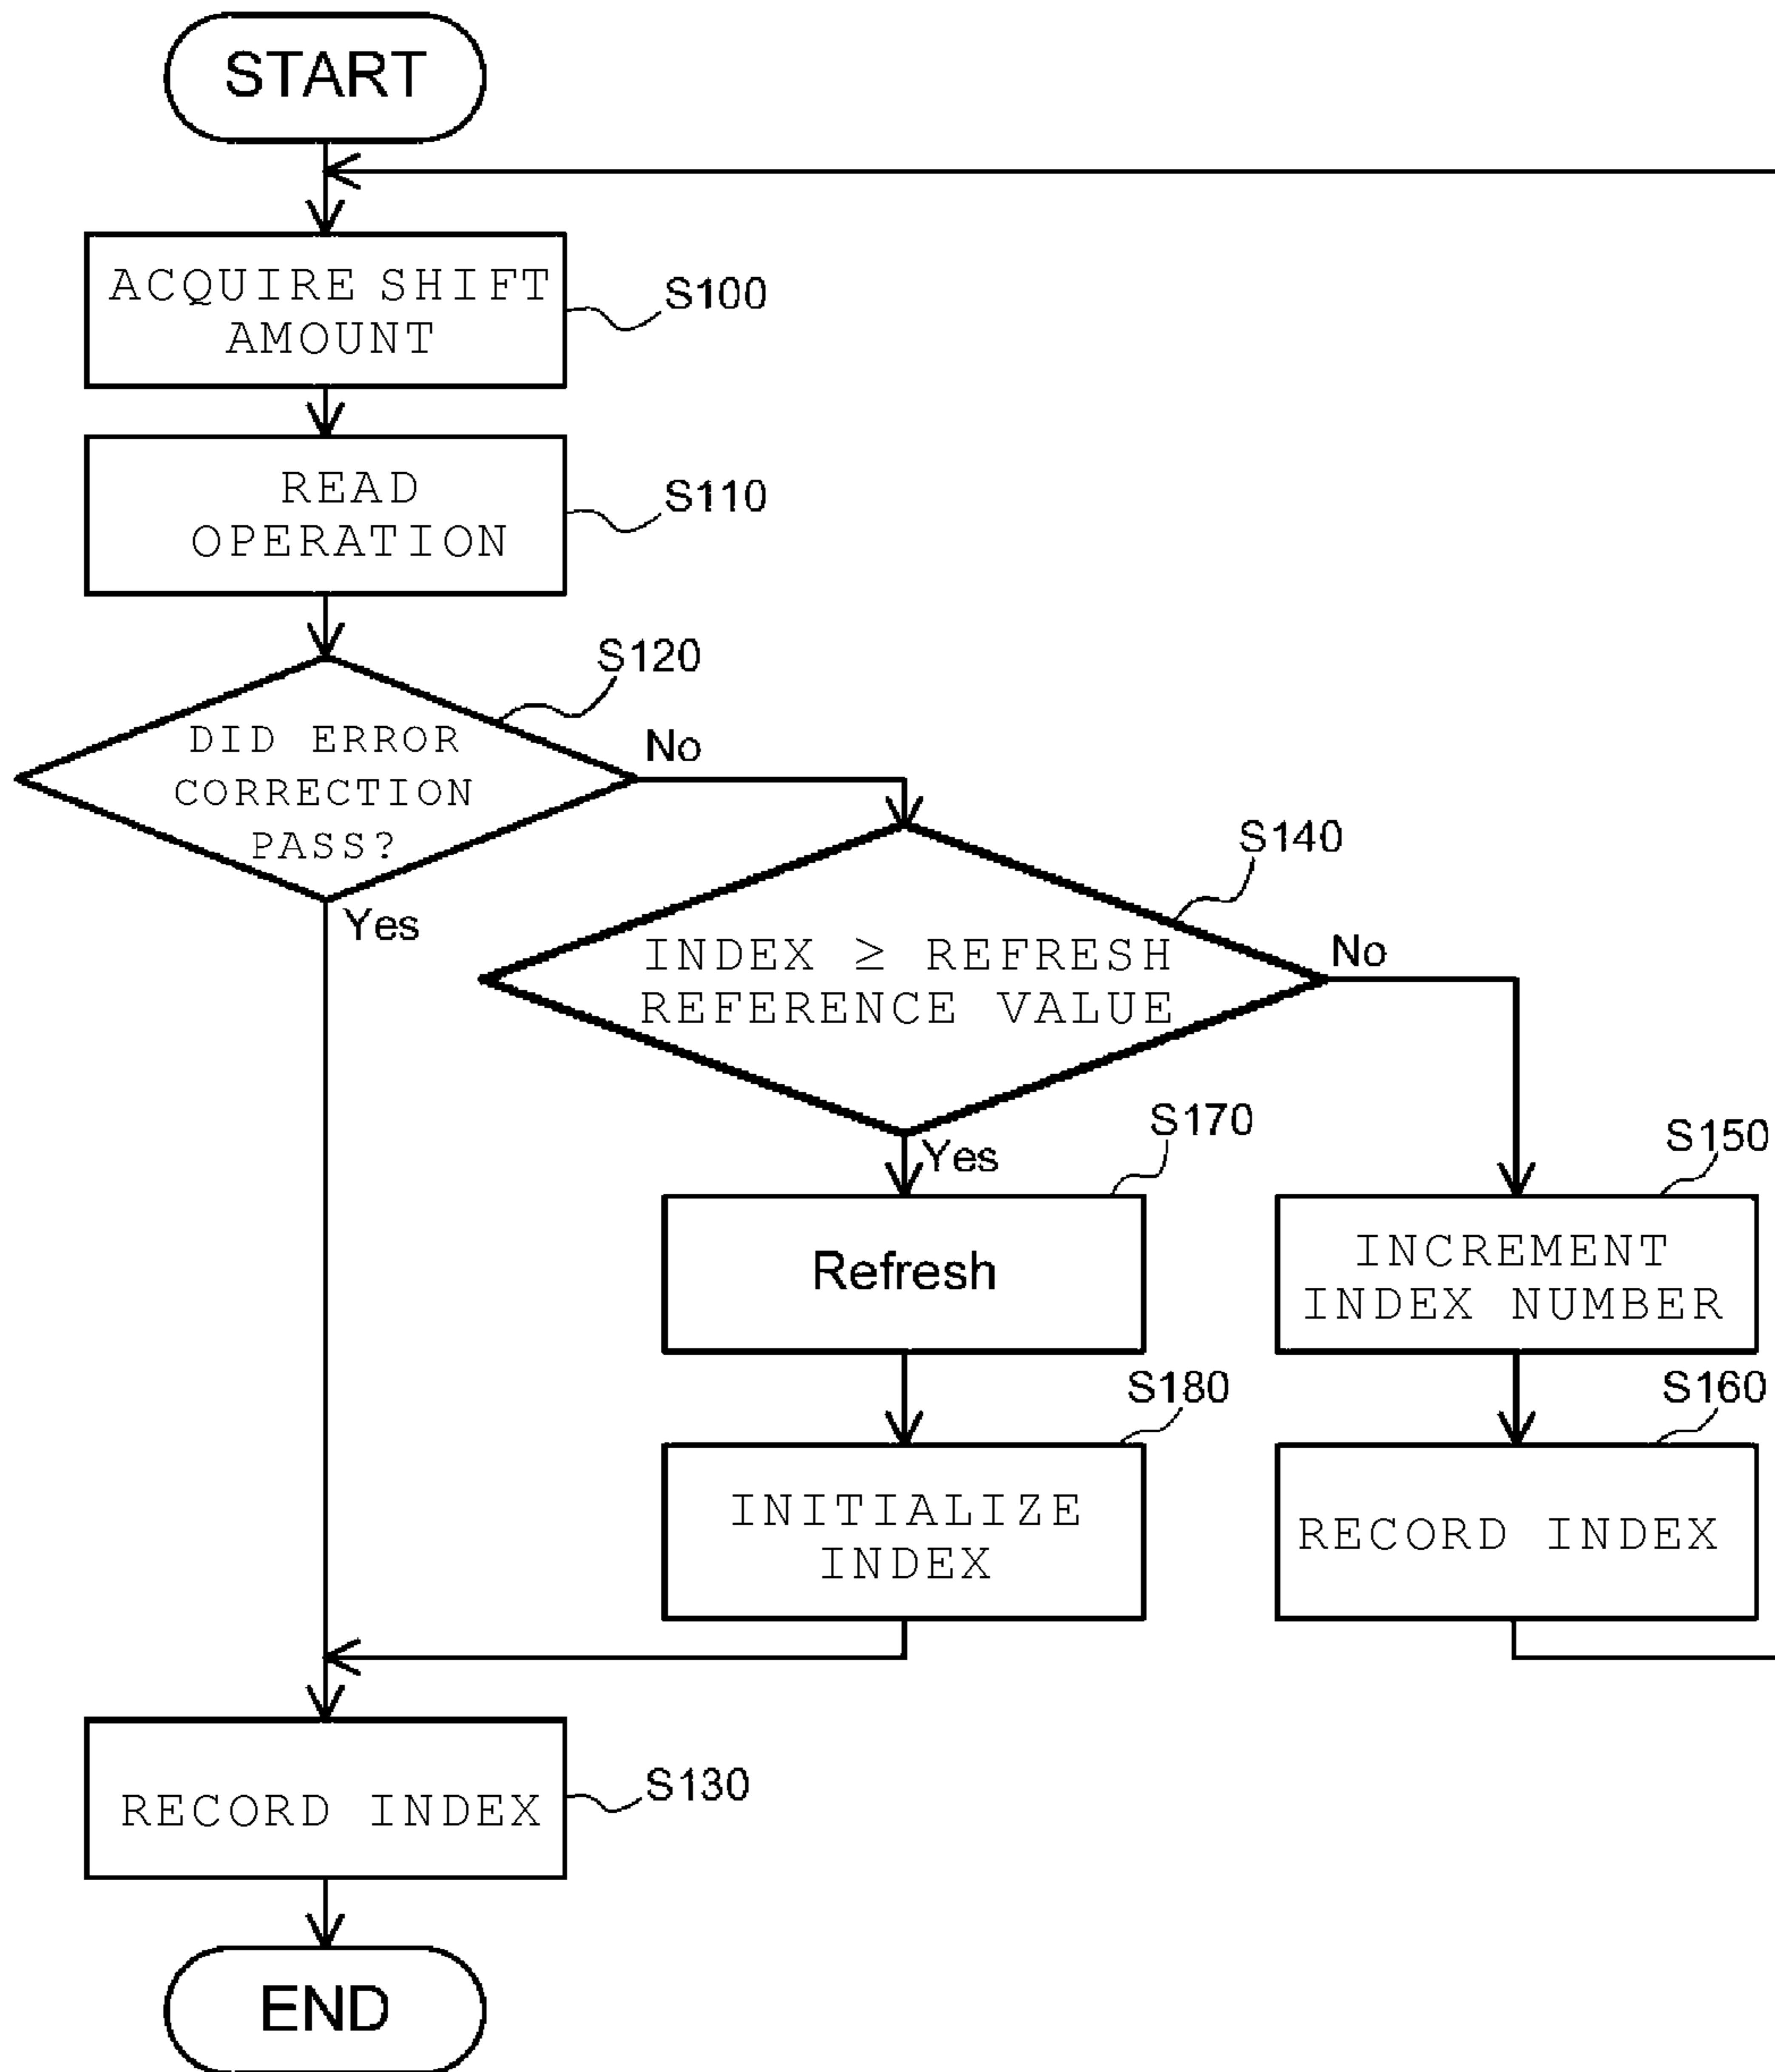 START
ACQUIRE SHIFT
AMOUNT
S100
READ
OPERATION
S110
S120
DID ERROR
CORRECTION
PASS?
No
Yes
S140
INDEX ≥ REFRESH
REFERENCE VALUE
No
Yes
S170
Refresh
S150
INCREMENT
INDEX NUMBER
S180
INITIALIZE
INDEX
S160
RECORD INDEX
RECORD INDEX
S130
END